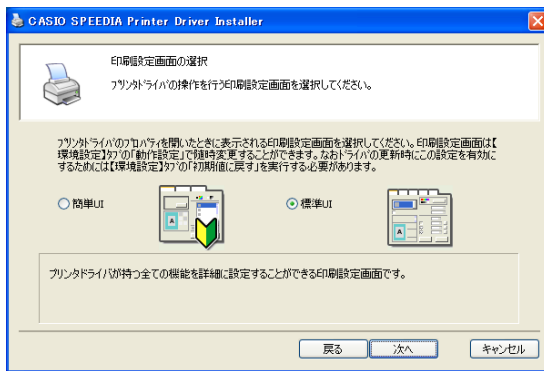 CASIO SPEEDIA Printer Driver Installer
印刷設定画面の選択
プリンタドライバの操作を行う印刷設定画面を選択してください。
プリンタドライバのプロパティを開いたときに表示される印刷設定画面を選択してください。印刷設定画面は【
環境設定】タブの「動作設定」で随時変更することができます。なおドライバの更新時にこの設定を有効に
するためには【環境設定】タブの「初期値に戻す」を実行する必要があります。
簡単UI
標準UI
プリンタドライバが持つ全ての機能を詳細に設定することができる印刷設定画面です。
戻る
次へ
キャンセル